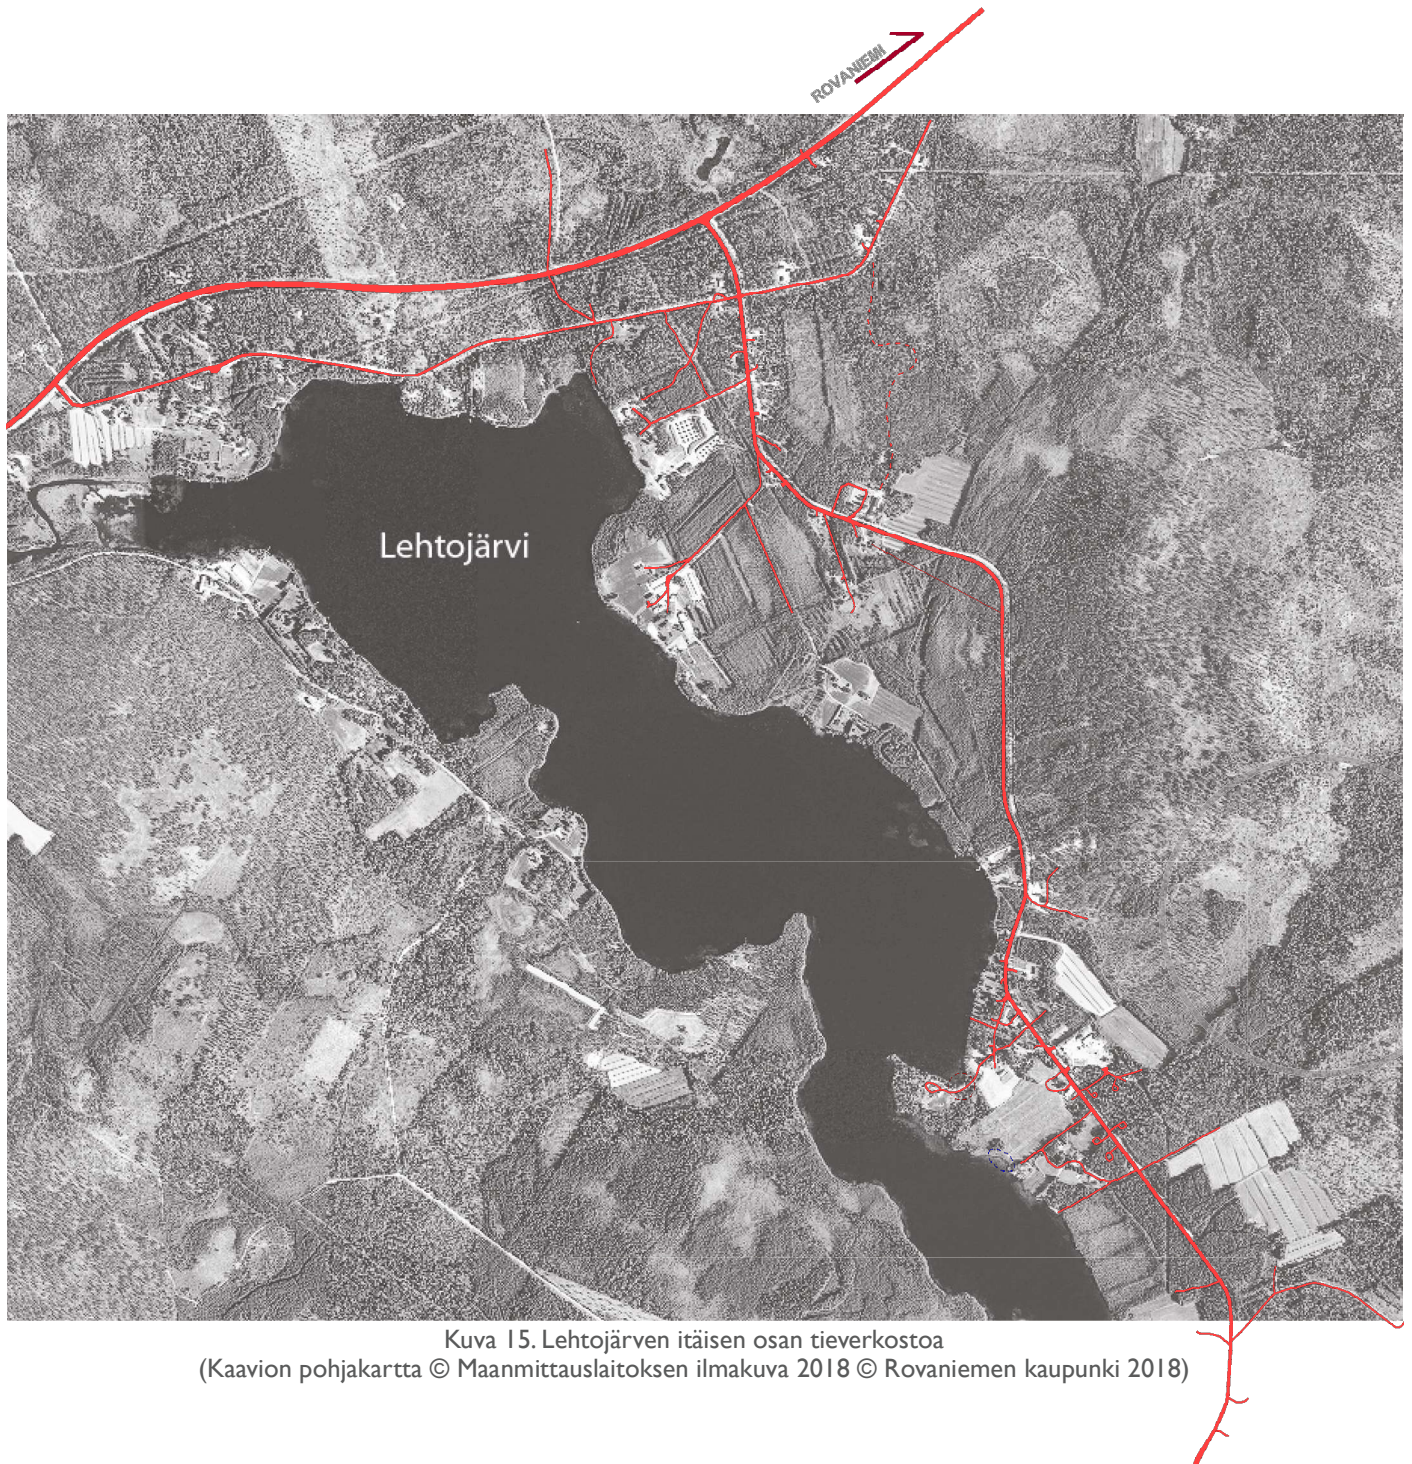 ROVANIEMI
Lehtojärvi
Kuva 15. Lehtojärven itäisen osan tieverkostoa
(Kaavion pohjakartta © Maanmittauslaitoksen ilmakuva 2018 © Rovaniemen kaupunki 2018)